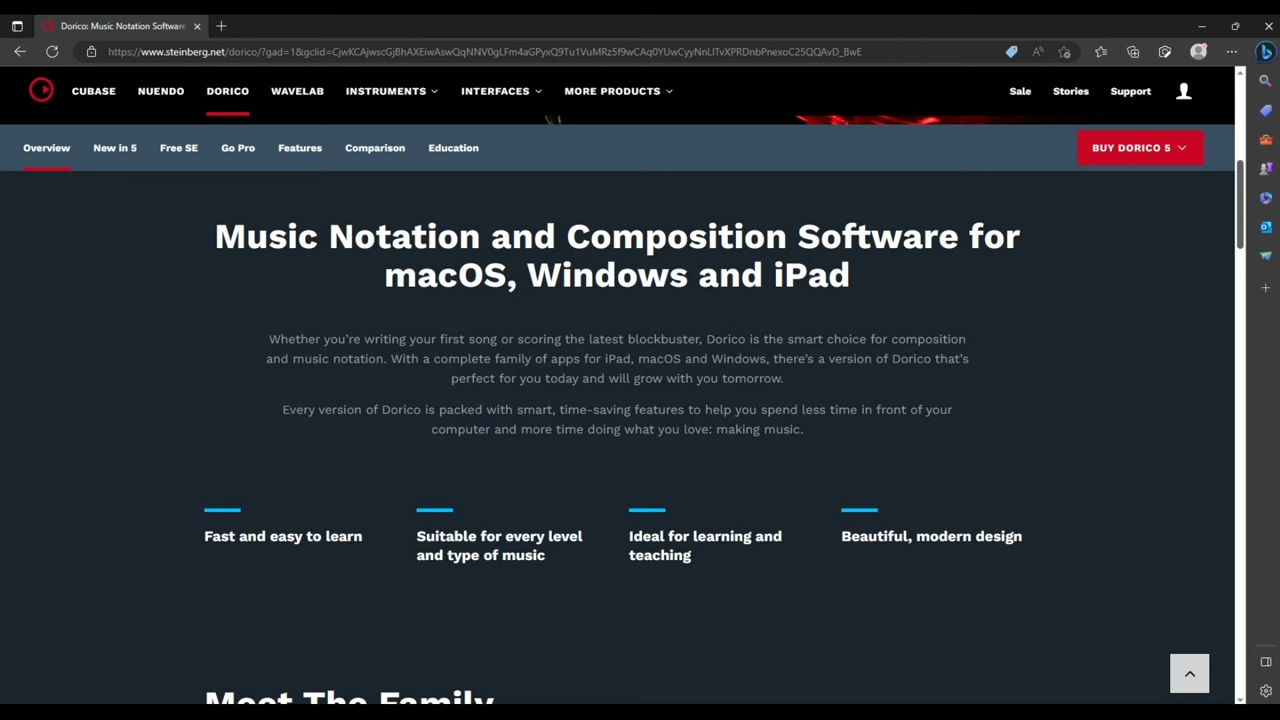 Dorico: Music Notation Software
https://www.steinberg.net/dorico/?gad=1&gclid=CjwKCAjwscGjBhAXEiwAswQqNNV0gLFm4aGPyxQ9Tu1VuMRz5f9wCAq0YUwCyyNnLITvXPRDnbPnexoC25QQAvD_BwE
CUBASE NUENDO DORICO WAVELAB INSTRUMENTS INTERFACES MORE PRODUCTS Sale Stories Support
Overview New in 5 Free SE Go Pro Features Comparison Education BUY DORICO 5
Music Notation and Composition Software for
macOS, Windows and iPad
Whether you’re writing your first song or scoring the latest blockbuster, Dorico is the smart choice for composition
and music notation. With a complete family of apps for iPad, macOS and Windows, there’s a version of Dorico that’s
perfect for you today and will grow with you tomorrow.
Every version of Dorico is packed with smart, time-saving features to help you spend less time in front of your
computer and more time doing what you love: making music.
Fast and easy to learn
Suitable for every level
and type of music
Ideal for learning and
teaching
Beautiful, modern design
Meet The Family